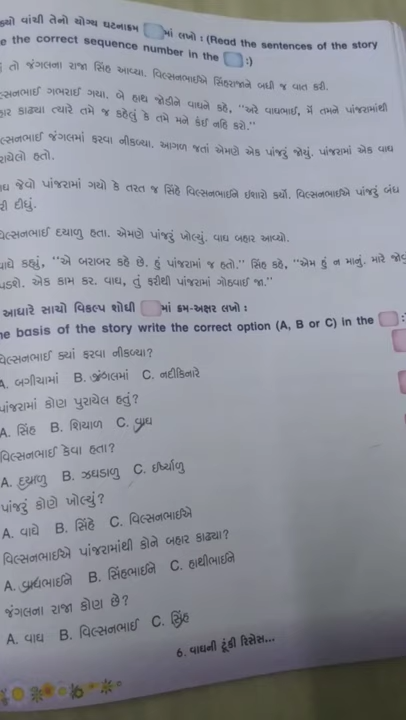 વાંચી તેનો યોગ્ય ઘટનાક્રમ માં લખો : (Read the sentences of the story
the correct sequence number in the :)
તો જંગલના રાજા સિંહ આવ્યા. વિલ્સનભાઈએ સિંહરાજાને બધી જ વાત કરી.
ગભરાઈ ગયા. બે હાથ જોડીને વાઘને કહે, “અરે વાઘભાઈ, મેં તમને પાંજરામાંથી
કાઢ્યા ત્યારે તમે જ કહેલું કે તમે મને કંઈ નહિ કરો.”
જંગલમાં ફરવા નીકળ્યા. આગળ જતાં એમણે એક પાંજરું જોયું. પાંજરામાં એક વાઘ
હતો.
જેવો પાંજરામાં ગયો કે તરત જ સિંહે વિલ્સનભાઈને ઇશારો કર્યો. વિલ્સનભાઈએ પાંજરું બંધ
દીધું.
દયાળુ હતા. એમણે પાંજરું ખોલ્યું. વાઘ બહાર આવ્યો.
કહ્યું, “એ બરાબર કહે છે. હું પાંજરામાં જ હતો.” સિંહ કહે, “એમ હું ન માનું. મારે
પડશે. એક કામ કર. વાઘ, તું ફરીથી પાંજરામાં ગોઠવાઈ જા.”
આધારે સાચો વિકલ્પ શોધી માં ક્રમ-અક્ષર લખો :
basis of the story write the correct option (A, B or C) in the :
વિલ્સનભાઈ ક્યાં ફરવા નીકળ્યા?
A. બગીચામાં B. જંગલમાં C. નદીકિનારે
પાંજરામાં કોણ પુરાયેલ હતું?
A. સિંહ B. શિયાળ C. વાઘ
વિલ્સનભાઈ કેવા હતા?
A. દયાળુ B. ઝઘડાળુ C. ઈર્ષ્યાળુ
પાંજરું કોણે ખોલ્યું?
A. વાઘે B. સિંહે C. વિલ્સનભાઈએ
વિલ્સનભાઈએ પાંજરામાંથી કોને બહાર કાઢ્યા?
A. વાઘભાઈને B. સિંહભાઈને C. હાથીભાઈને
જંગલના રાજા કોણ છે?
A. વાઘ B. વિલ્સનભાઈ C. સિંહ
6. વાઘની ટૂંકી રિસેસ...